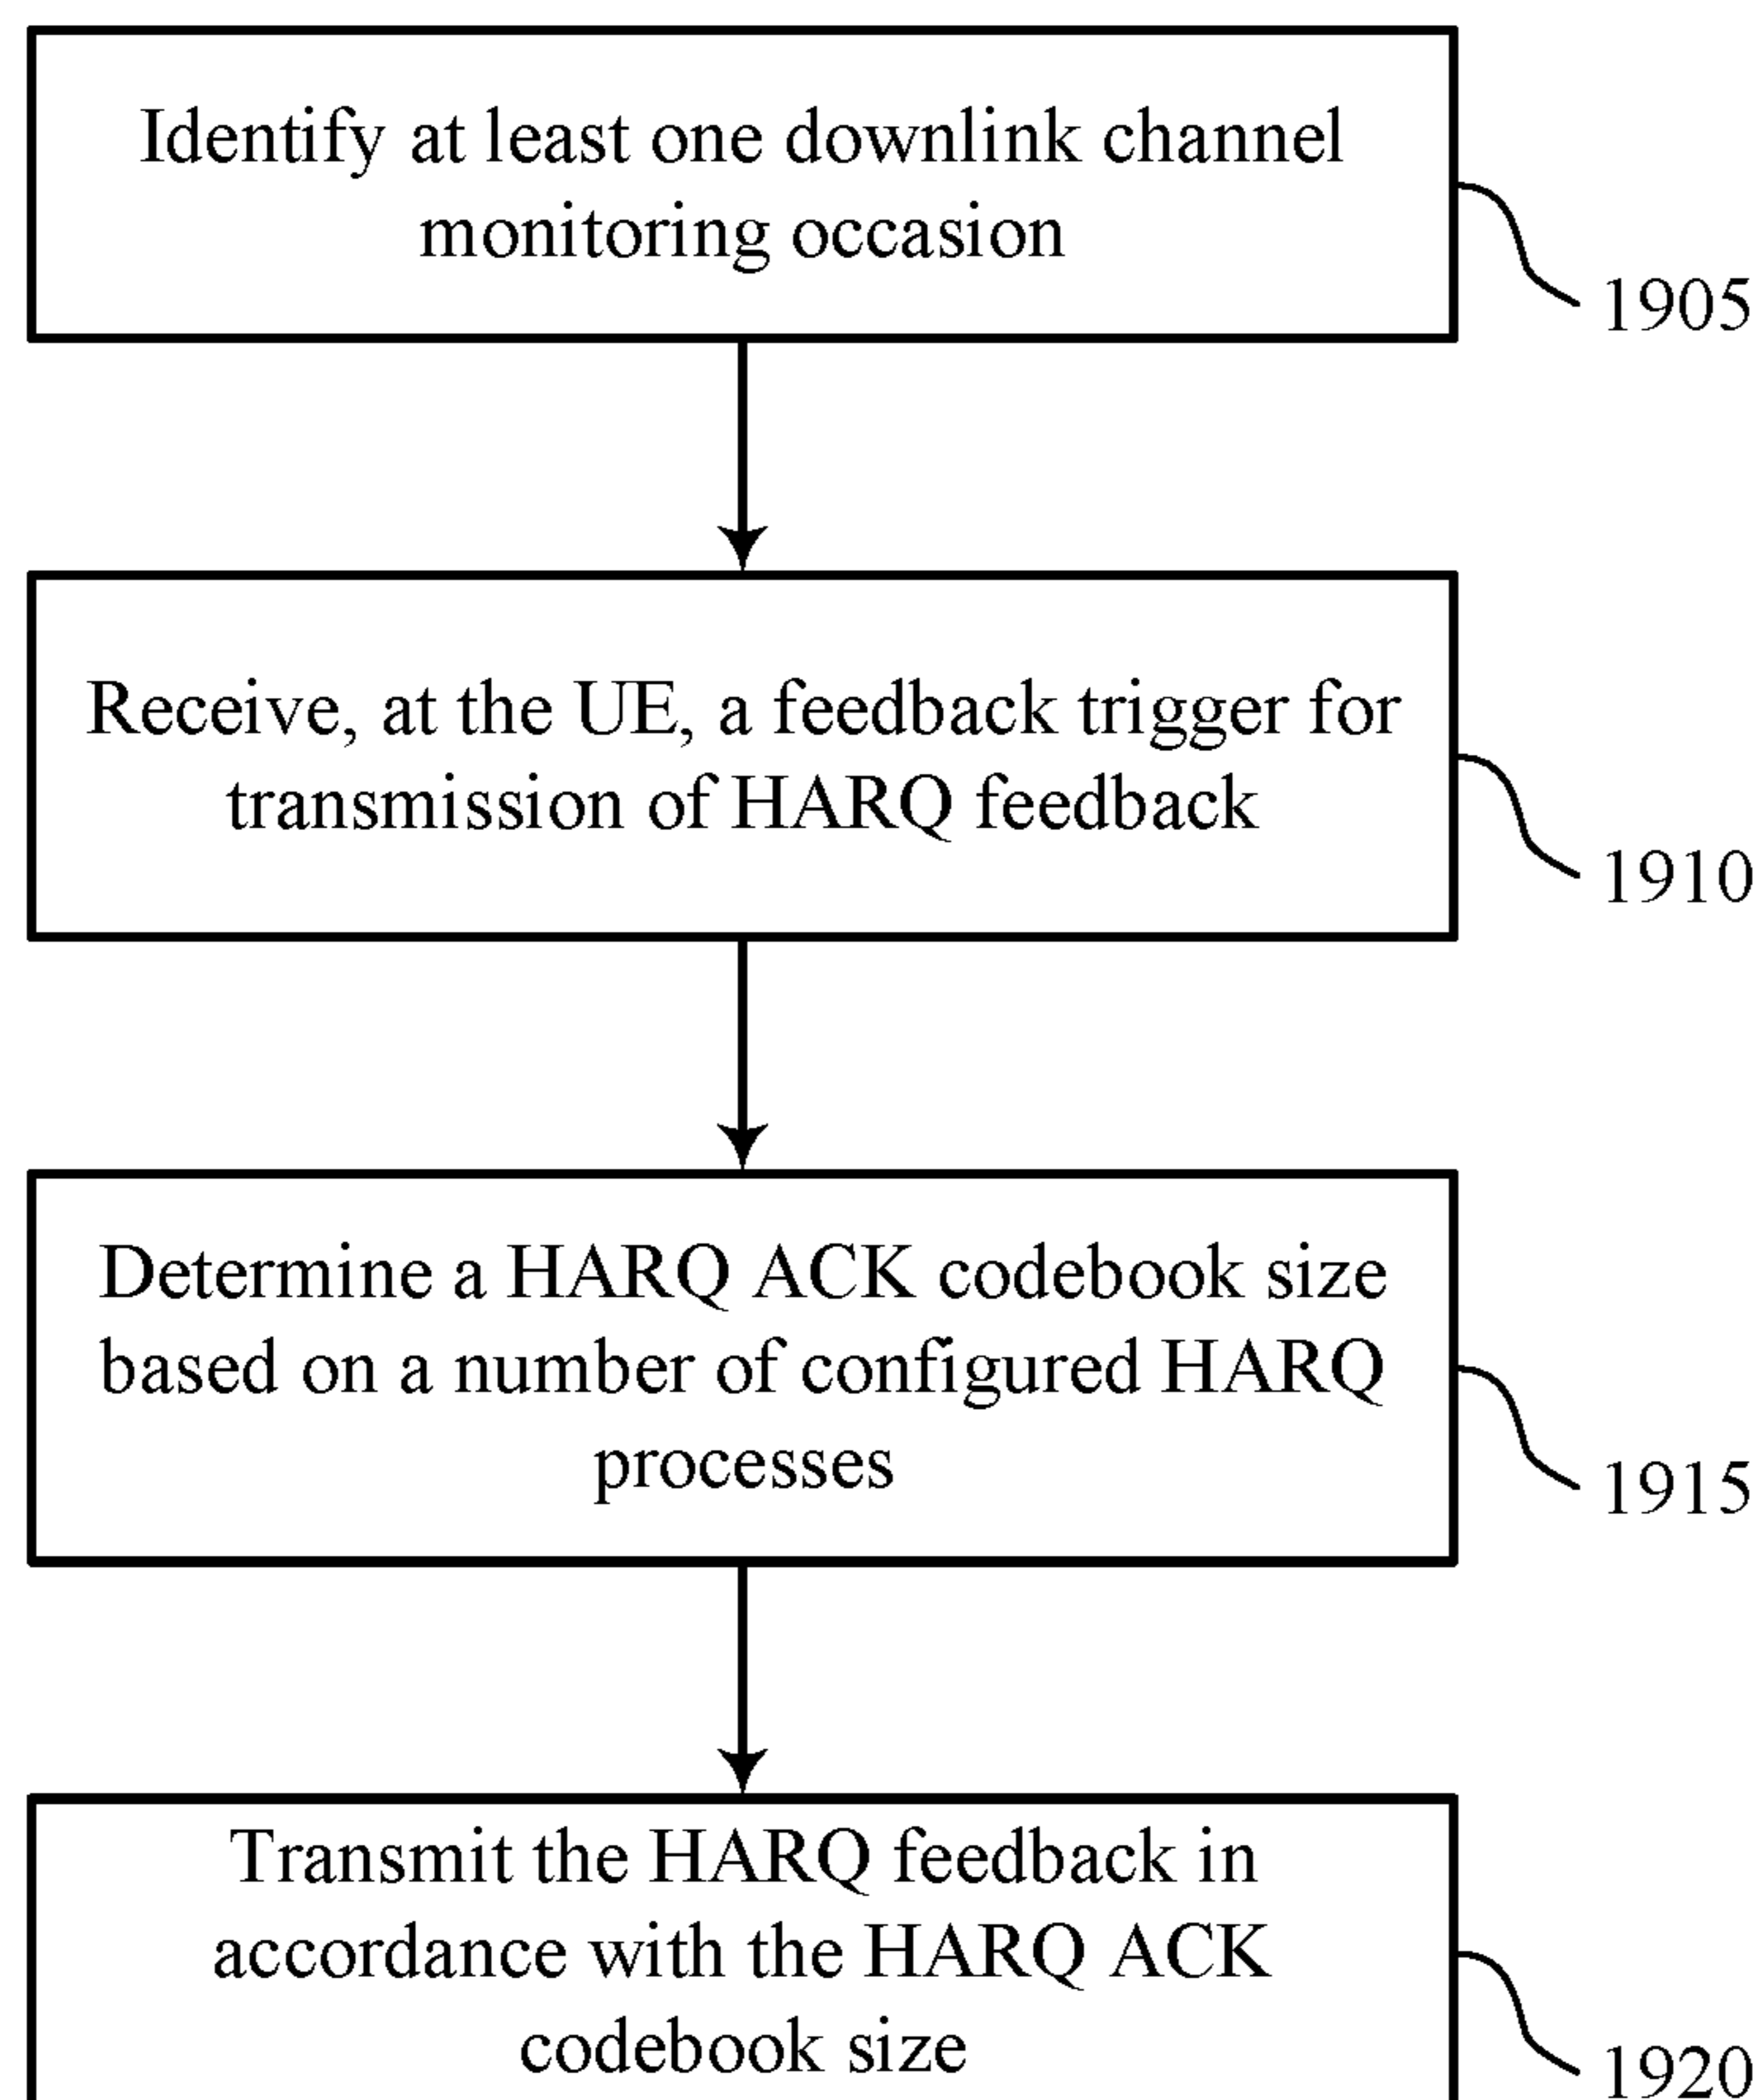 Identify at least one downlink channel
monitoring occasion
1905
Receive, at the UE, a feedback trigger for
transmission of HARQ feedback
1910
Determine a HARQ ACK codebook size
based on a number of configured HARQ
processes
1915
Transmit the HARQ feedback in
accordance with the HARQ ACK
codebook size
1920